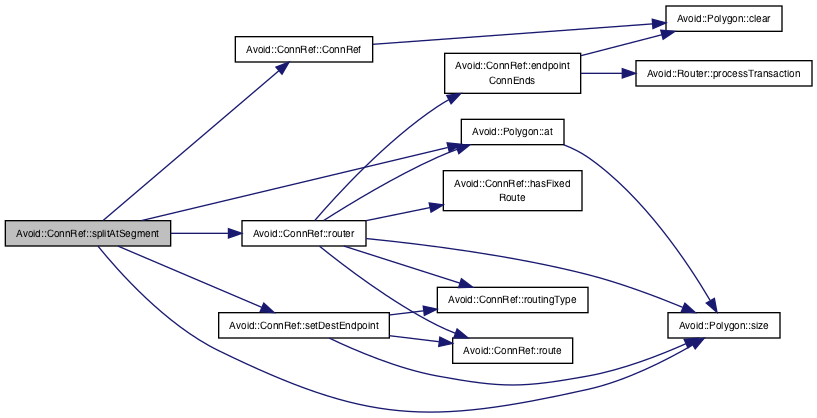 Avoid::Polygon::clear
Avoid::ConnRef::ConnRef
Avoid::ConnRef::endpoint
ConnEnds
Avoid::Router::processTransaction
Avoid::Polygon::at
Avoid::ConnRef::hasFixed
Route
Avoid::ConnRef::splitAtSegment
Avoid::ConnRef::router
Avoid::ConnRef::routingType
Avoid::ConnRef::setDestEndpoint
Avoid::Polygon::size
Avoid::ConnRef::route